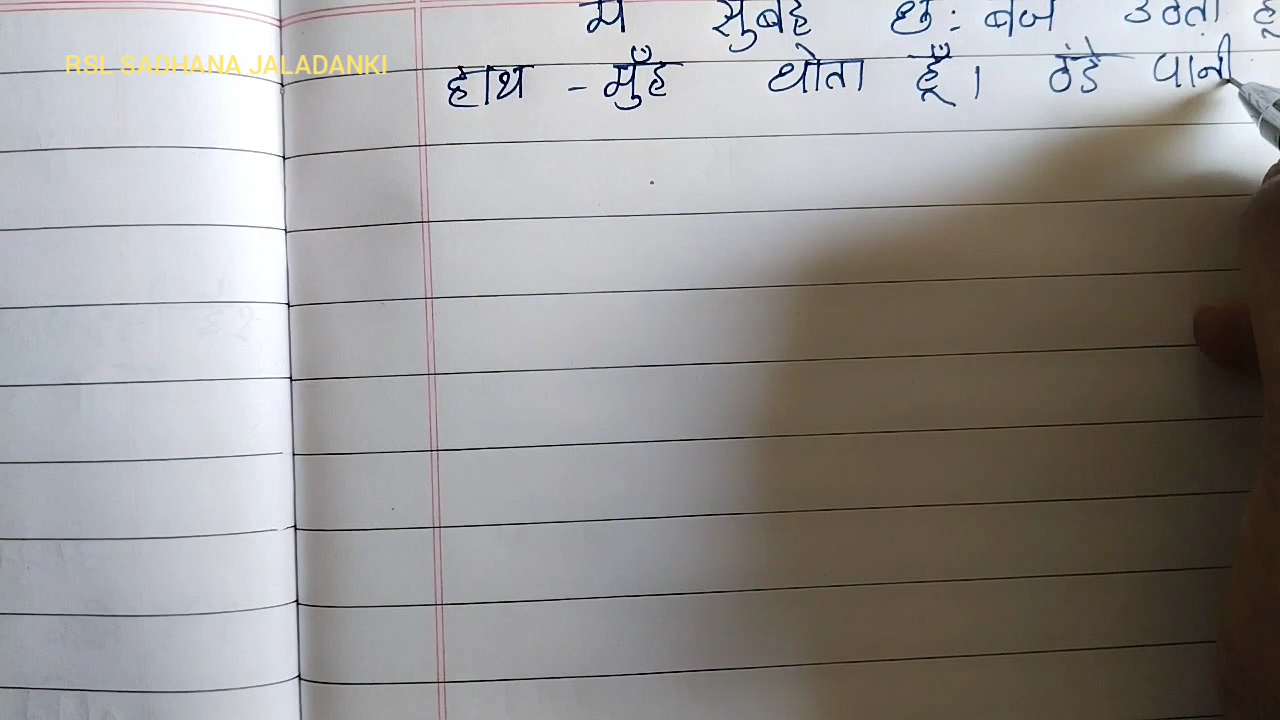 मैं सुबह छः बजे उठता हूँ
RSL SADHANA JALADANKI
हाथ - मुँह धोता हूँ। ठंडे पानी